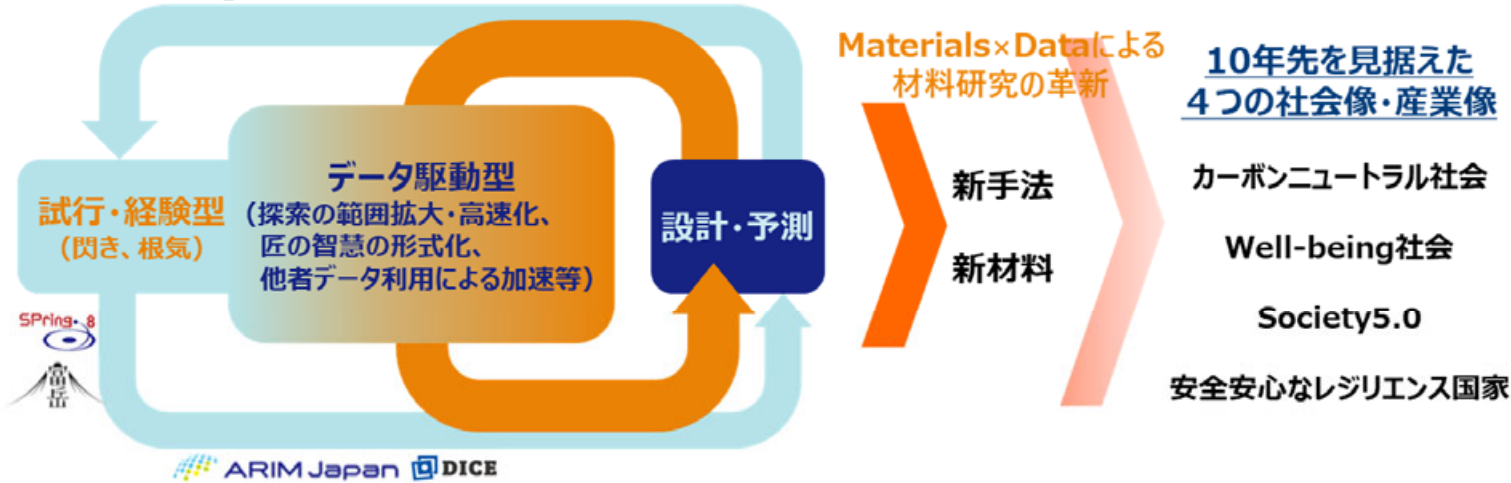 試行・経験型
(閃き、根気)
データ駆動型
(探索の範囲拡大・高速化、
匠の智慧の形式化、
他者データ利用による加速等)
設計・予測
SPring-8
富岳
ARIM Japan
DICE
Materials×Dataによる
材料研究の革新
新手法
新材料
10年先を見据えた
4つの社会像・産業像
カーボンニュートラル社会
Well-being社会
Society5.0
安全安心なレジリエンス国家